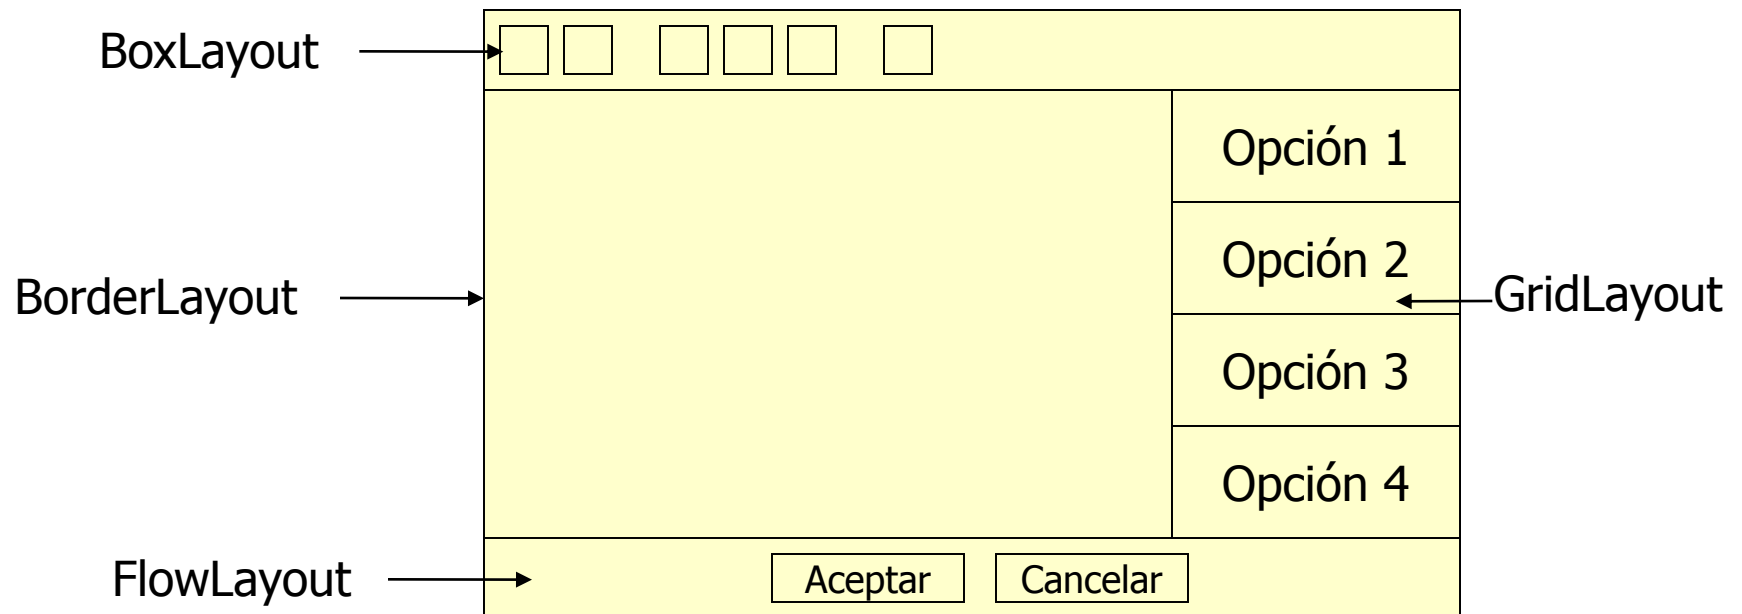 BoxLayout
Opción 1
Opción 2
BorderLayout
GridLayout
Opción 3
Opción 4
FlowLayout
Aceptar
Cancelar